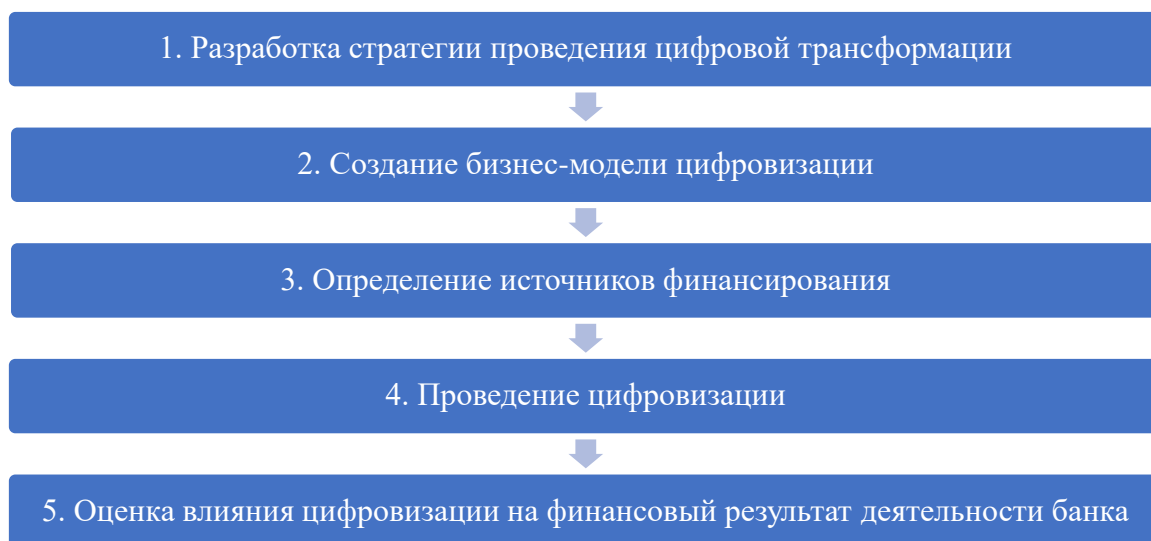 1. Разработка стратегии проведения цифровой трансформации
2. Создание бизнес-модели цифровизации
3. Определение источников финансирования
4. Проведение цифровизации
5. Оценка влияния цифровизации на финансовый результат деятельности банка